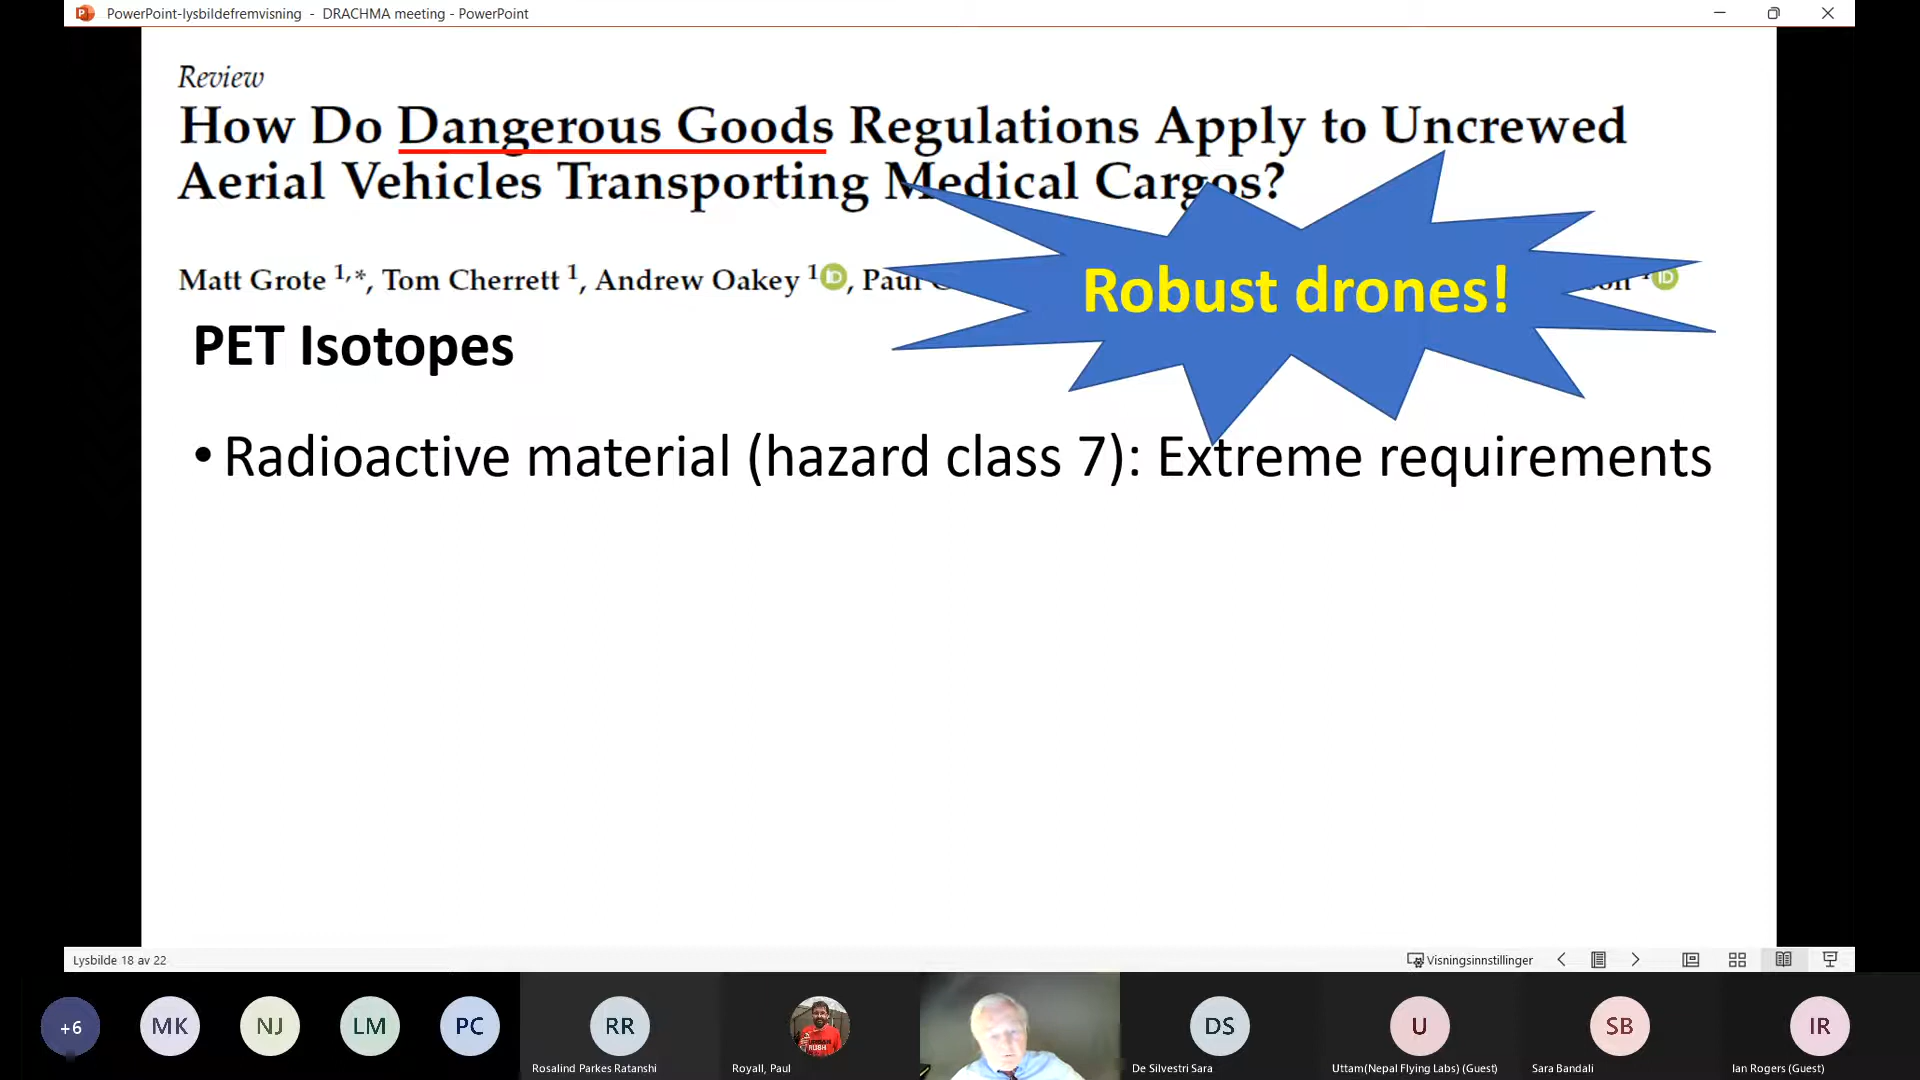 PowerPoint-lysbildefremvisning - DRACHMA meeting - PowerPoint
Review
How Do Dangerous Goods Regulations Apply to Uncrewed
Aerial Vehicles Transporting Medical Cargos?
Matt Grote 1,*, Tom Cherrett 1, Andrew Oakey 1, Paul
Robust drones!
PET Isotopes
• Radioactive material (hazard class 7): Extreme requirements
Lysbilde 18 av 22
Visningsinnstillinger
+6
MK
NJ
LM
PC
RR
DS
U
SB
IR
Rosalind Parkes Ratanshi
Royall, Paul
De Silvestri Sara
Uttam(Nepal Flying Labs) (Guest)
Sara Bandali
Ian Rogers (Guest)